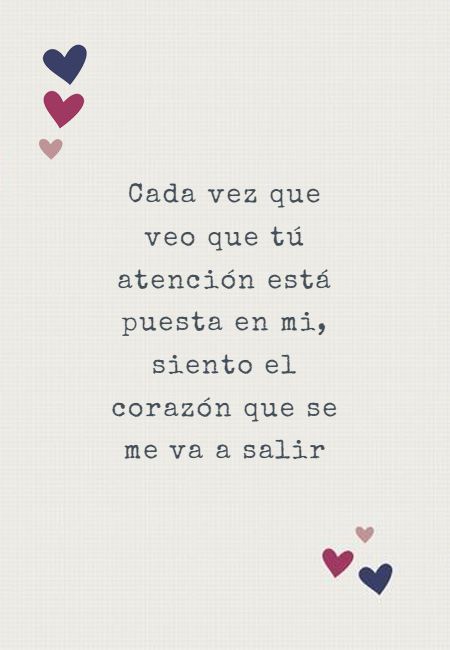 Cada vez que
veo que tú
atención está
puesta en mi,
siento el
corazón que se
me va a salir